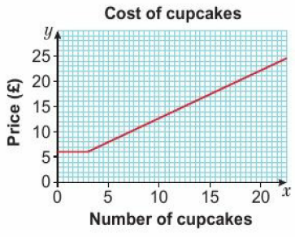 Cost of cupcakes
y
25
20
15
10
5
0
0 5 10 15 20 x
Price (£)
Number of cupcakes